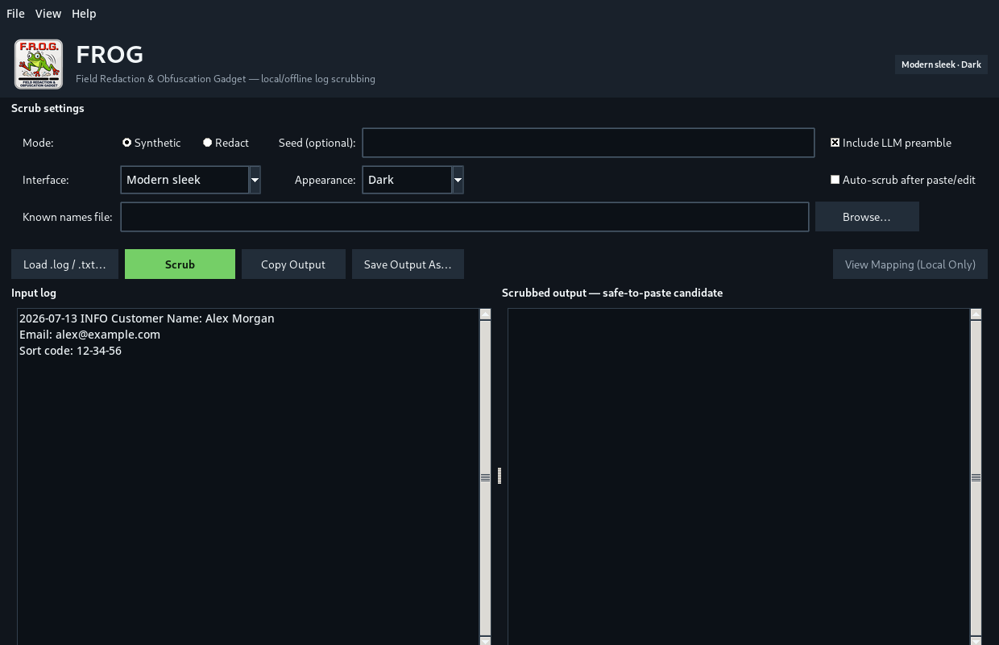 File View Help
F.R.O.G.
FIELD REDACTION &
OBFUSCATION GADGET
FROG
Field Redaction & Obfuscation Gadget — local/offline log scrubbing
Modern sleek · Dark
Scrub settings
Mode: Synthetic Redact Seed (optional): Include LLM preamble
Interface: Modern sleek Appearance: Dark Auto-scrub after paste/edit
Known names file: Browse...
Load .log / .txt... Scrub Copy Output Save Output As... View Mapping (Local Only)
Input log Scrubbed output — safe-to-paste candidate
2026-07-13 INFO Customer Name: Alex Morgan
Email: alex@example.com
Sort code: 12-34-56